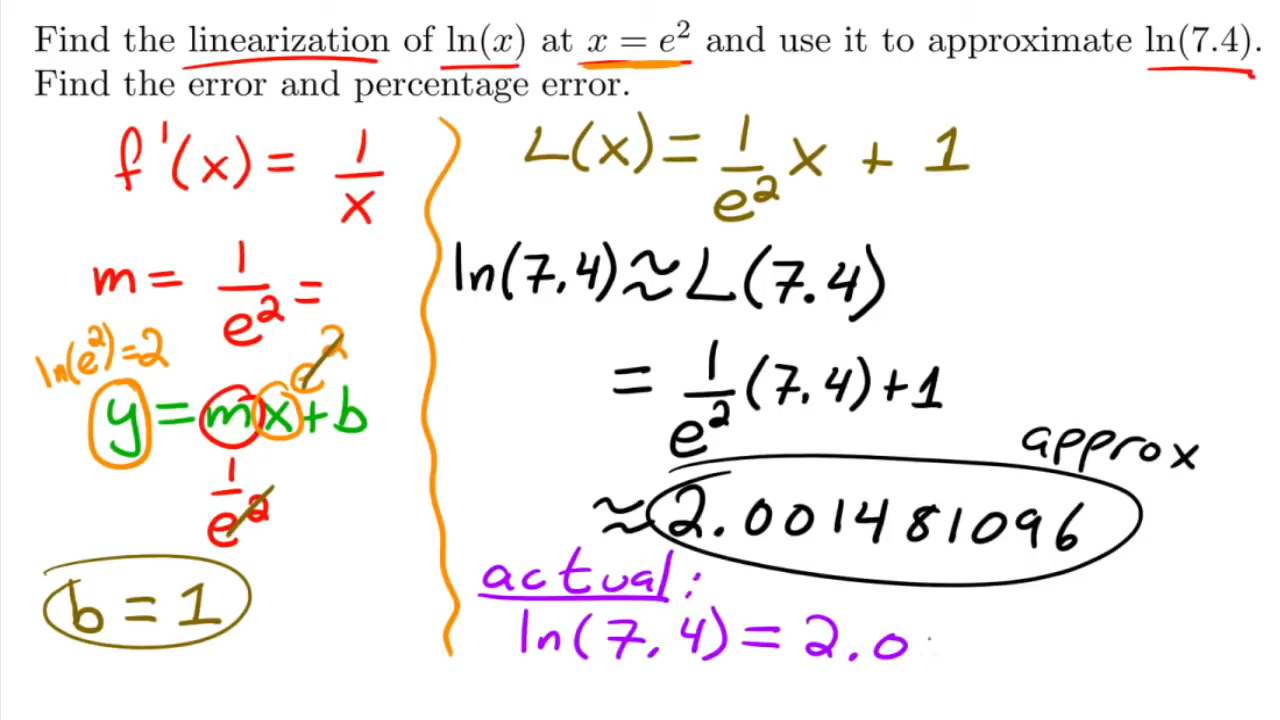 Find the linearization of ln(x) at x = e² and use it to approximate ln(7.4).
Find the error and percentage error.
f'(x) = 1/x
m = 1/e² =
ln(e²)=2
e²
y = mx+b
1/e²
b = 1
L(x) = 1/e² x + 1
ln(7.4) ≈ L(7.4)
= 1/e² (7.4)+1
approx
≈ 2.001481096
actual:
ln(7.4) = 2.0